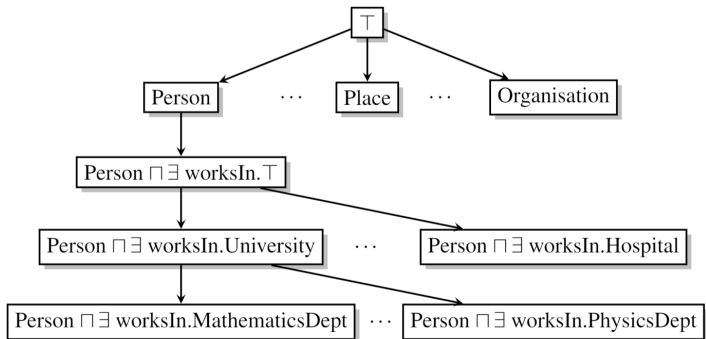 ⊤
Person ··· Place ··· Organisation
Person ⊓ ∃ worksIn.⊤
Person ⊓ ∃ worksIn.University ··· Person ⊓ ∃ worksIn.Hospital
Person ⊓ ∃ worksIn.MathematicsDept ··· Person ⊓ ∃ worksIn.PhysicsDept